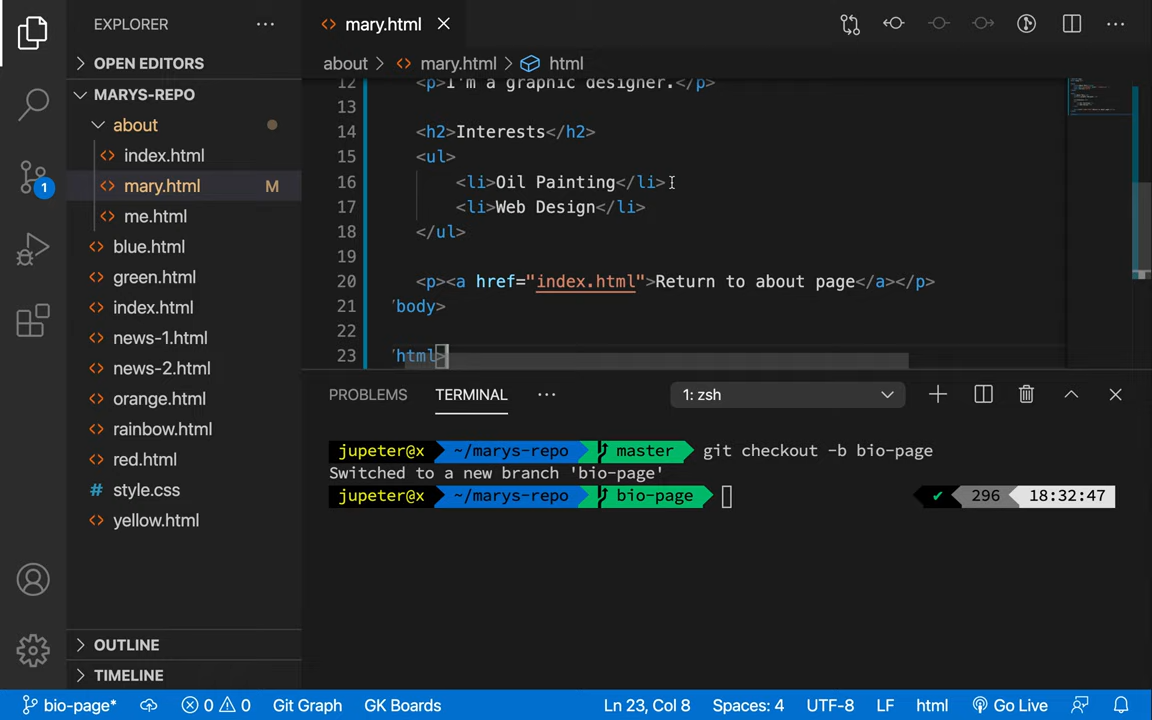 EXPLORER
mary.html
OPEN EDITORS
about > mary.html > html
MARYS-REPO
about
index.html
mary.html M
me.html
1
blue.html
green.html
index.html
news-1.html
news-2.html
orange.html
rainbow.html
red.html
style.css
yellow.html
OUTLINE
TIMELINE
12 <p>I'm a graphic designer.</p>
13
14 <h2>Interests</h2>
15 <ul>
16 <li>Oil Painting</li>
17 <li>Web Design</li>
18 </ul>
19
20 <p><a href="index.html">Return to about page</a></p>
21 body>
22
23 html>
PROBLEMS TERMINAL ... 1: zsh
jupeter@x ~/marys-repo master git checkout -b bio-page
Switched to a new branch 'bio-page'
jupeter@x ~/marys-repo bio-page ✔ 296 18:32:47
bio-page* 0 0 Git Graph GK Boards Ln 23, Col 8 Spaces: 4 UTF-8 LF html Go Live